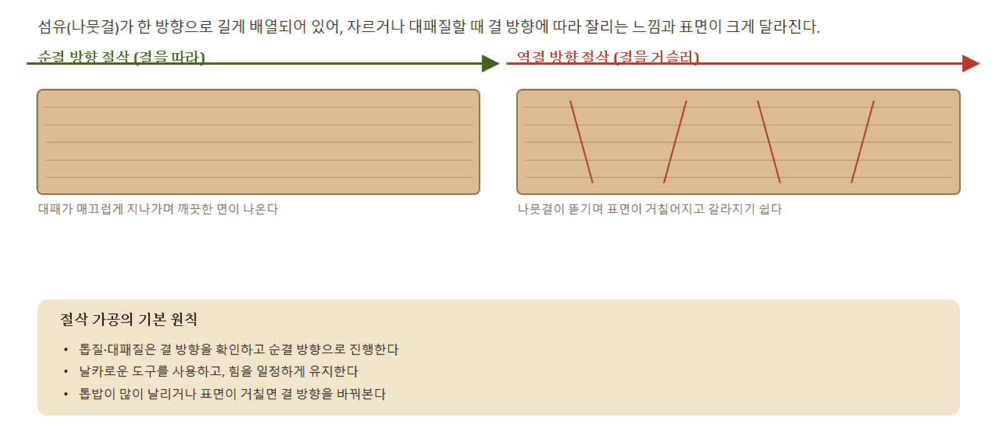 섬유(나뭇결)가 한 방향으로 길게 배열되어 있어, 자르거나 대패질할 때 결 방향에 따라 잘리는 느낌과 표면이 크게 달라진다.
순결 방향 절삭 (결을 따라)
역결 방향 절삭 (결을 거슬러)
대패가 매끄럽게 지나가며 깨끗한 면이 나온다
나뭇결이 뜯기며 표면이 거칠어지고 갈라지기 쉽다
절삭 가공의 기본 원칙
• 톱질·대패질은 결 방향을 확인하고 순결 방향으로 진행한다
• 날카로운 도구를 사용하고, 힘을 일정하게 유지한다
• 톱밥이 많이 날리거나 표면이 거칠면 결 방향을 바꿔본다